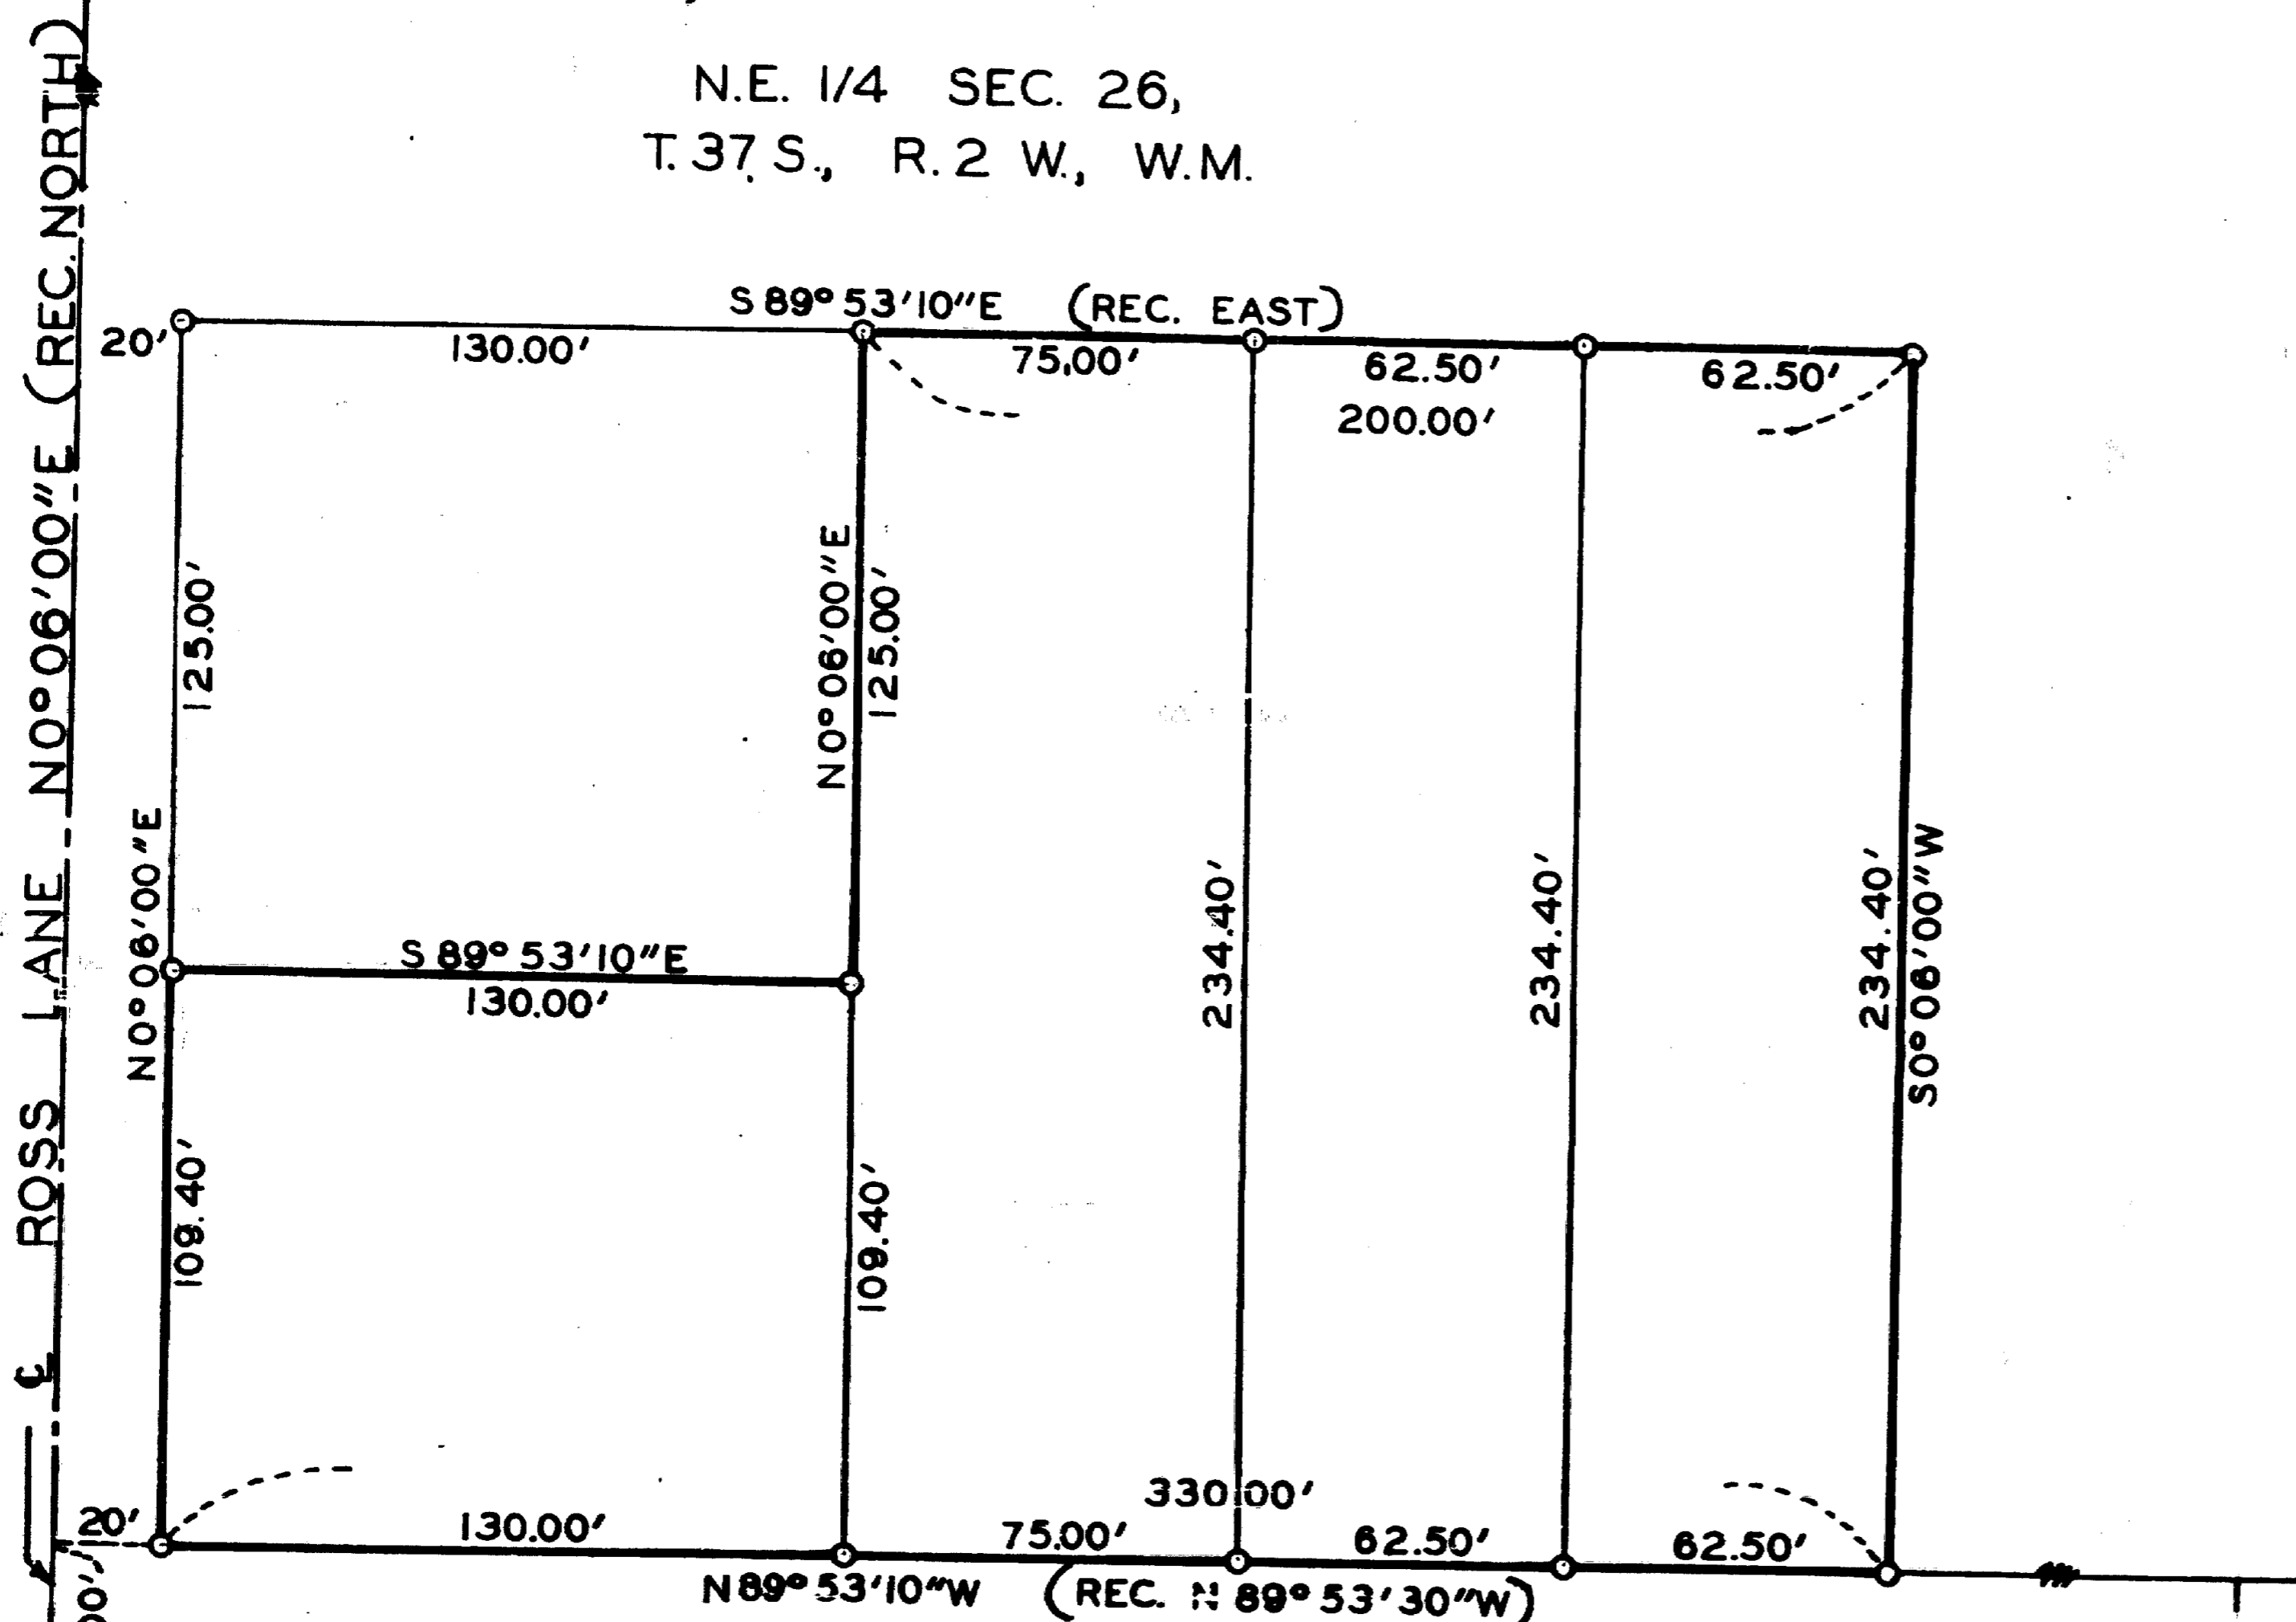 N.E. 1/4 SEC. 26,
T. 37 S., R. 2 W., W.M.
℄ ROSS LANE N0°06'00"E (REC. NORTH)
S 89° 53'10"E (REC. EAST)
20'
130.00'
75.00'
62.50'
62.50'
200.00'
125.00'
N0°06'00"E
125.00'
N0°06'00"E
S 89° 53'10"E
130.00'
234.40'
234.40'
234.40'
S0°06'00"W
109.40'
109.40'
330.00'
20'
130.00'
75.00'
62.50'
62.50'
N 89° 53'10"W (REC. N 89° 53'30"W)